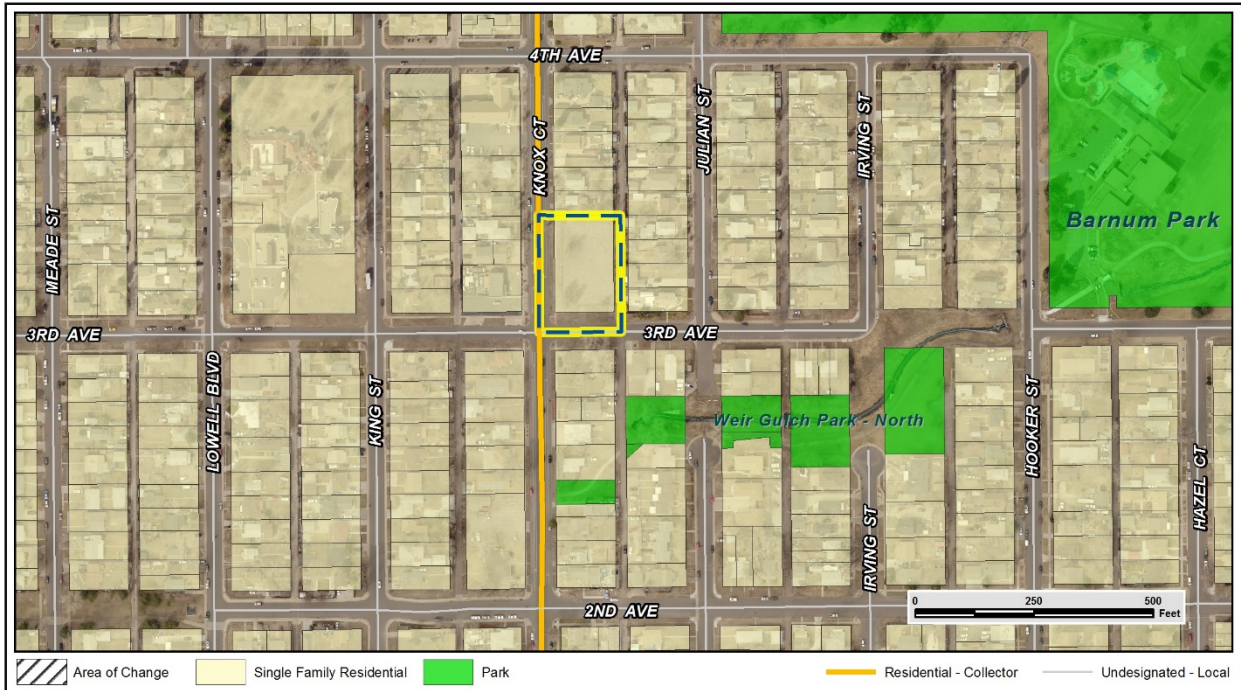 4TH AVE
KNOX CT
JULIAN ST
IRVING ST
MEADE ST
Barnum Park
3RD AVE
3RD AVE
LOWELL BLVD
KING ST
Weir Gulch Park - North
HOOKER ST
HAZEL CT
IRVING ST
2ND AVE
0 250 500
Feet
Area of Change Single Family Residential Park Residential - Collector Undesignated - Local